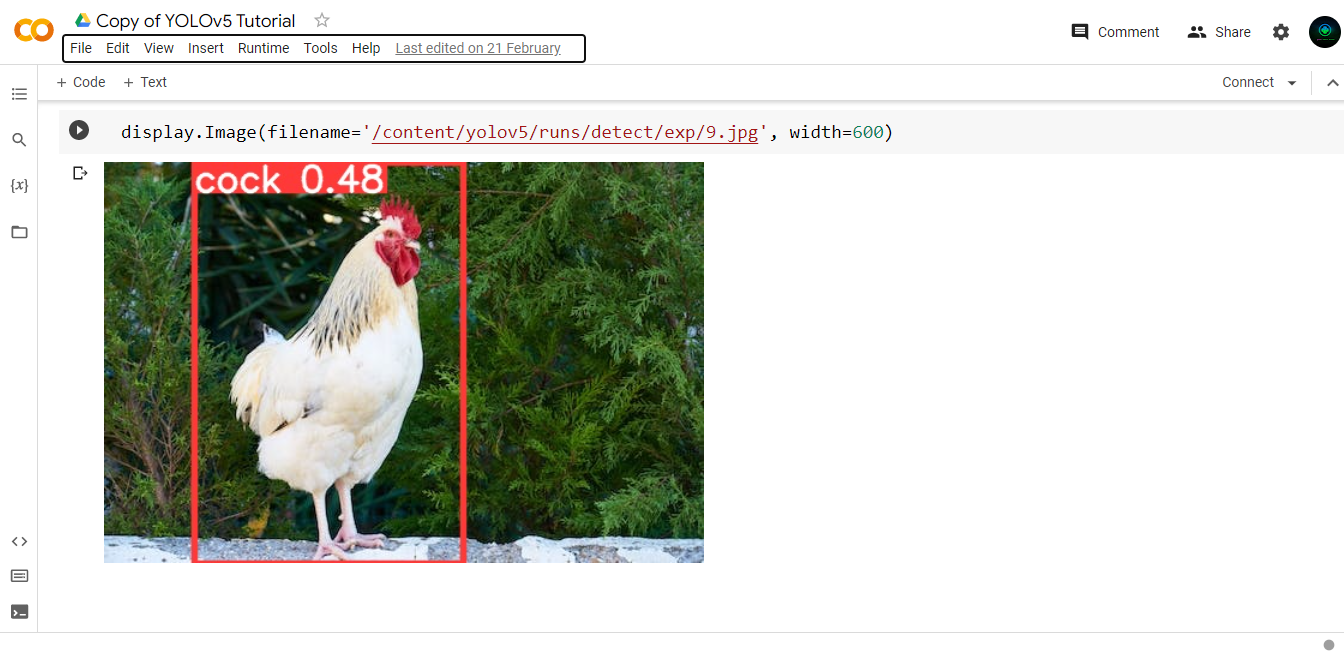 Copy of YOLOv5 Tutorial
File Edit View Insert Runtime Tools Help Last edited on 21 February
Comment Share
+ Code + Text
Connect
{x}
display.Image(filename='/content/yolov5/runs/detect/exp/9.jpg', width=600)
cock 0.48